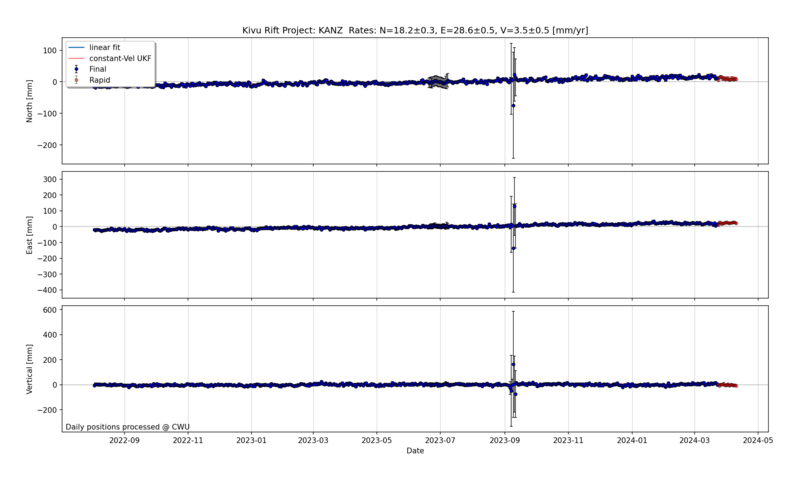 Kivu Rift Project: KANZ  Rates: N=18.2±0.3, E=28.6±0.5, V=3.5±0.5 [mm/yr]
linear fit
constant-Vel UKF
Final
Rapid
100
0
−100
−200
North [mm]
300
200
100
0
−100
−200
−300
−400
East [mm]
600
400
200
0
−200
Vertical [mm]
Daily positions processed @ CWU
2022-09
2022-11
2023-01
2023-03
2023-05
2023-07
2023-09
2023-11
2024-01
2024-03
2024-05
Date